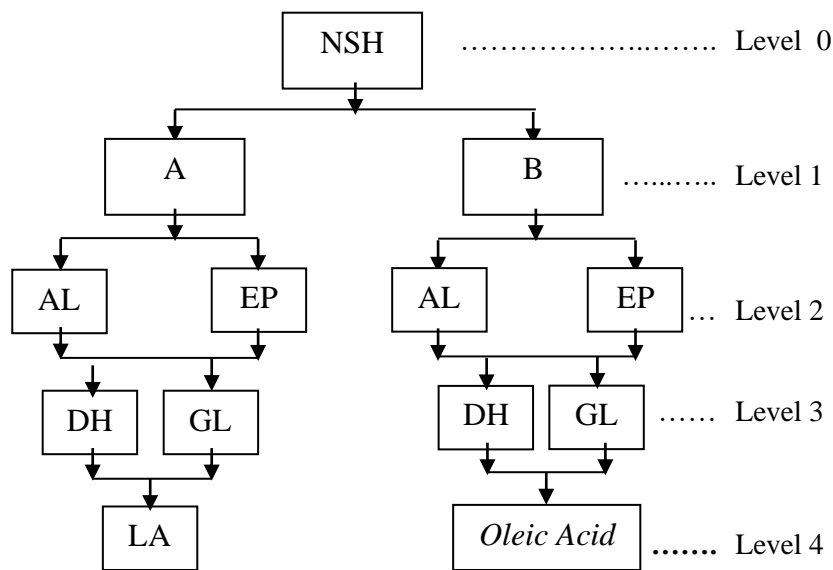 NSH ………………..……. Level 0
A B …...….. Level 1
AL EP AL EP … Level 2
DH GL DH GL …… Level 3
LA Oleic Acid ……. Level 4